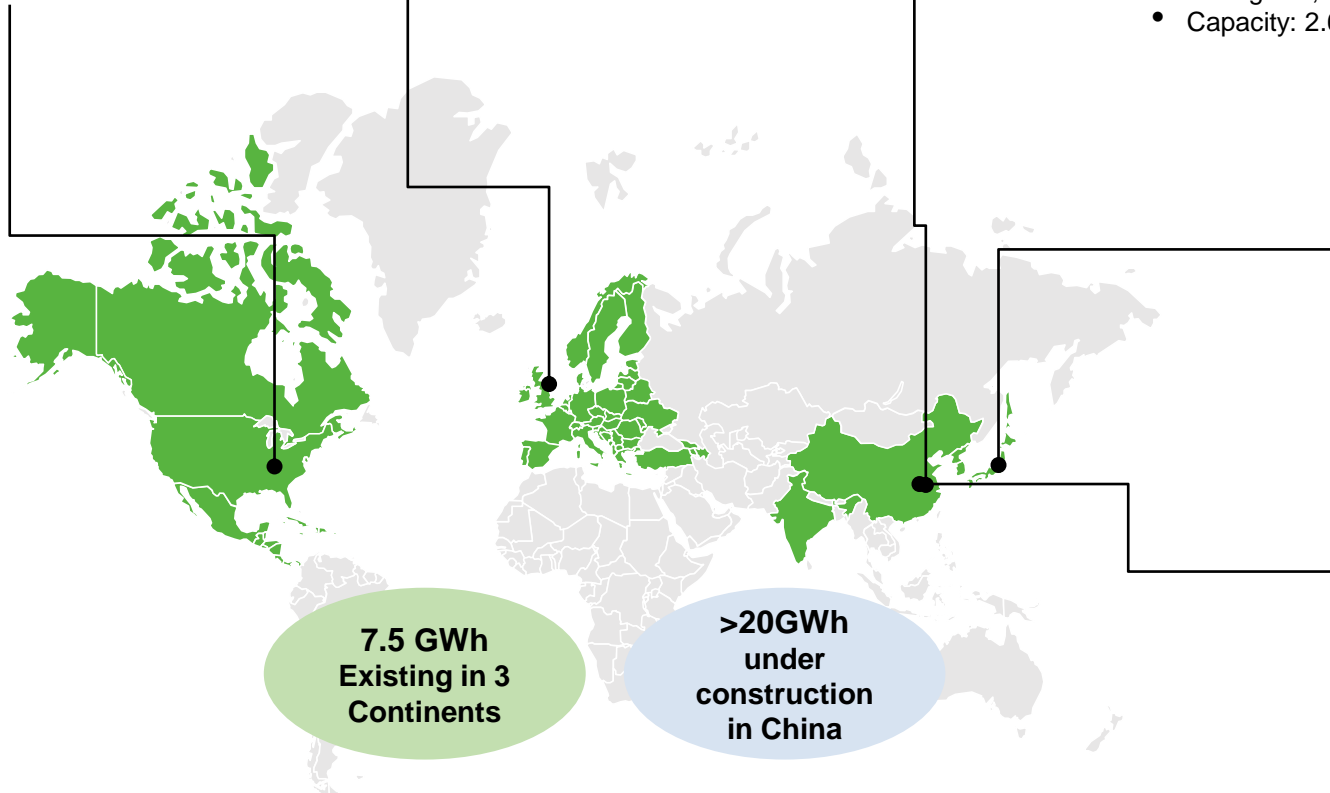 Capacity: 2.
7.5 GWh
Existing in 3
Continents
>20GWh
under
construction
in China